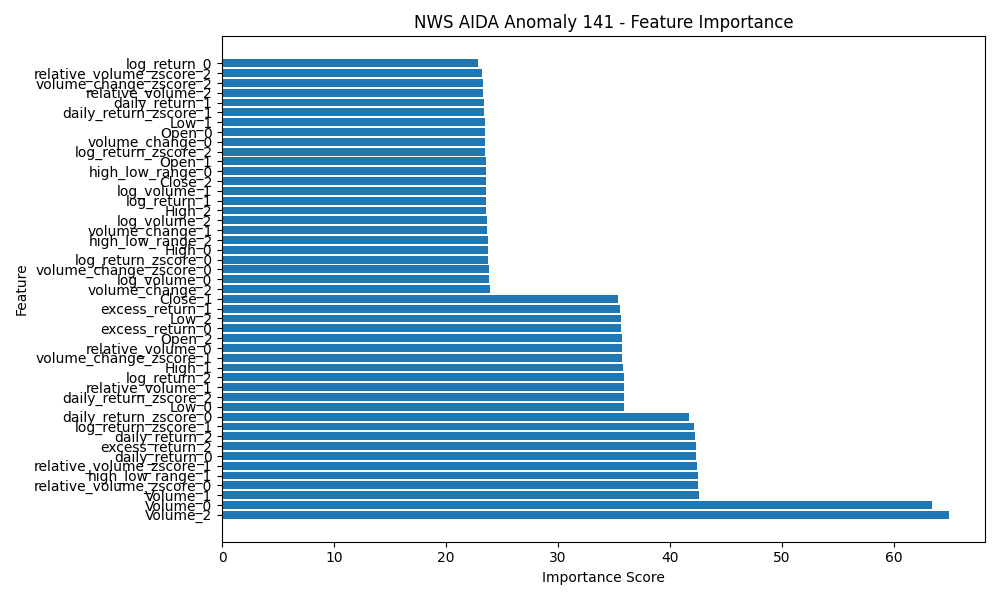 NWS AIDA Anomaly 141 - Feature Importance
log_return_0
relative_volume_zscore_2
volume_change_zscore_2
relative_volume_2
daily_return_1
daily_return_zscore_1
Low_1
Open_0
volume_change_0
log_return_zscore_2
Open_1
high_low_range_0
Close_2
log_volume_1
log_return_1
High_2
log_volume_2
volume_change_1
high_low_range_2
High_0
log_return_zscore_0
volume_change_zscore_0
log_volume_0
volume_change_2
Close_1
excess_return_1
Low_2
excess_return_0
Open_2
relative_volume_0
volume_change_zscore_1
High_1
log_return_2
relative_volume_1
daily_return_zscore_2
Low_0
daily_return_zscore_0
log_return_zscore_1
daily_return_2
excess_return_2
daily_return_0
relative_volume_zscore_1
high_low_range_1
relative_volume_zscore_0
Volume_1
Volume_0
Volume_2
Feature
0 10 20 30 40 50 60
Importance Score